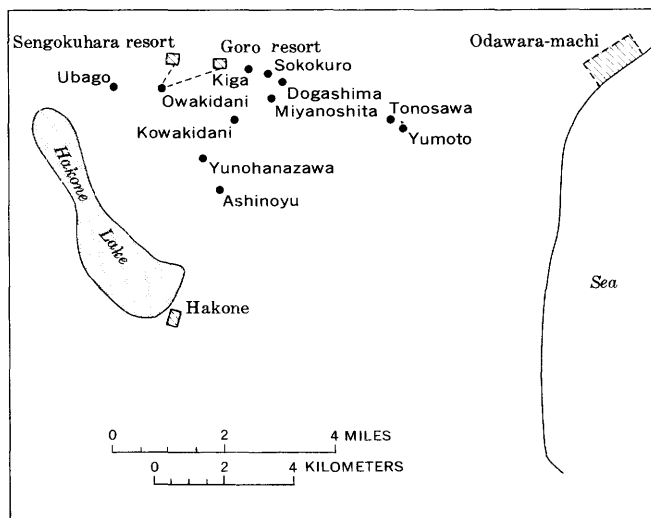 Sengokuhara resort
Goro resort
Odawara-machi
Ubago
Kiga
Sokokuro
Owakidani
Dogashima
Miyanoshita
Tonosawa
Kowakidani
Yumoto
Yunohanazawa
Ashinoyu
Hakone
Lake
Sea
Hakone
0 2 4 MILES
0 2 4 KILOMETERS